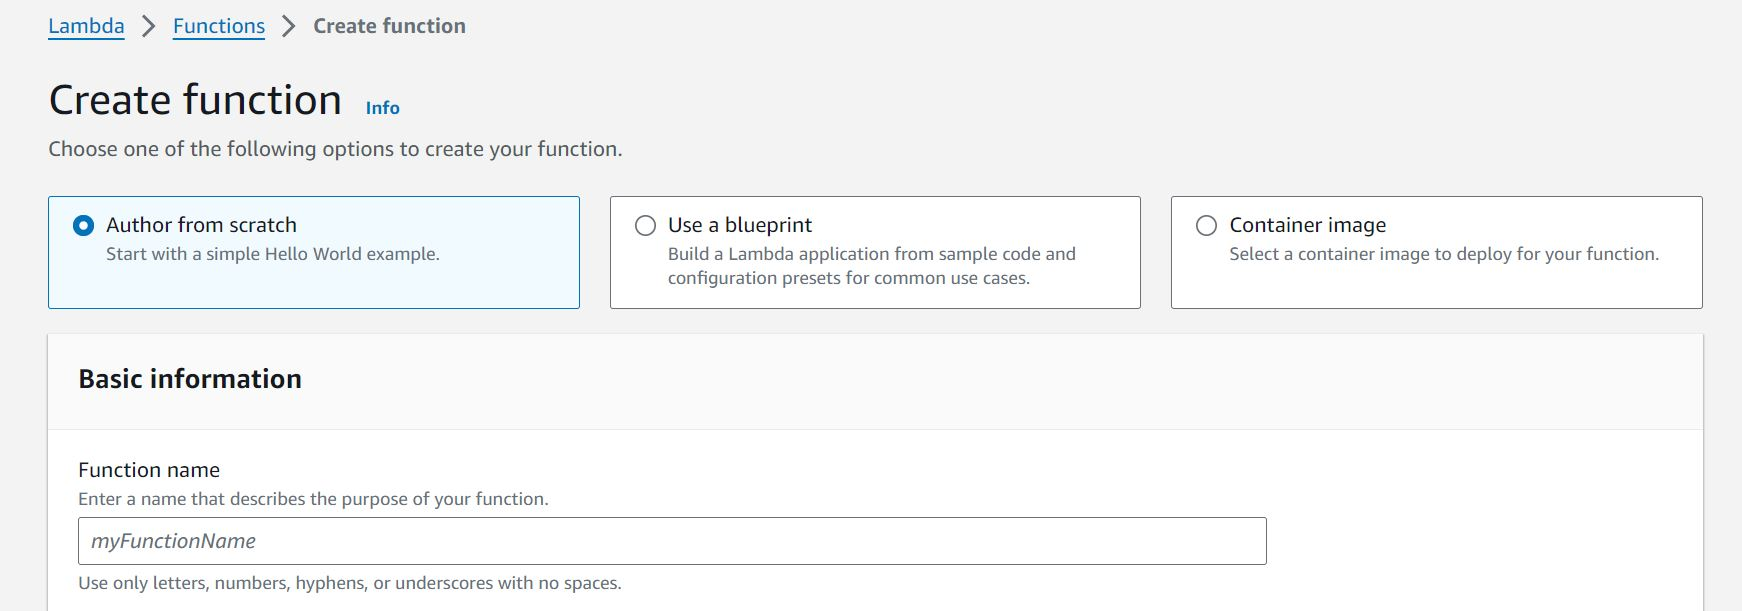 Lambda > Functions > Create function
Create function Info
Choose one of the following options to create your function.
Author from scratch
Start with a simple Hello World example.
Use a blueprint
Build a Lambda application from sample code and
configuration presets for common use cases.
Container image
Select a container image to deploy for your function.
Basic information
Function name
Enter a name that describes the purpose of your function.
myFunctionName
Use only letters, numbers, hyphens, or underscores with no spaces.